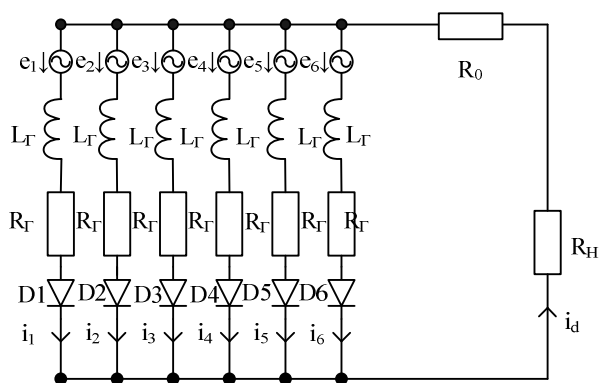 e₁↓ e₂↓ e₃↓ e₄↓ e₅↓ e₆↓ R₀
L_Г L_Г L_Г L_Г L_Г L_Г
R_Г R_Г R_Г R_Г R_Г R_Г R_Н
D1 D2 D3 D4 D5 D6
i₁ i₂ i₃ i₄ i₅ i₆ i_d